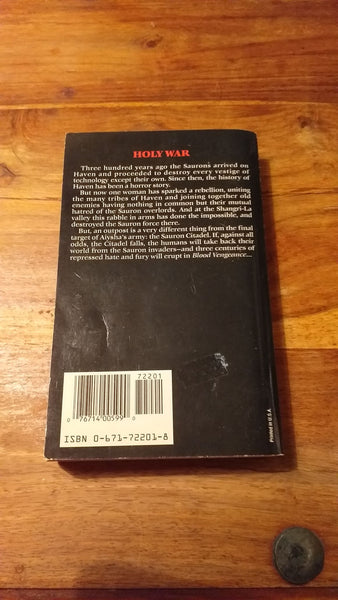 HOLY WAR
Three hundred years ago the Saurons arrived on
Haven and proceeded to destroy every vestige of
technology except their own. Since then, the history of
Haven has been a horror story.
But now one woman has sparked a rebellion, uniting
the many tribes of Haven and joining together old
enemies having nothing in common but their mutual
hatred of the Sauron overlords. And at the Shangri-La
valley this rabble in arms has done the impossible, and
destroyed the Sauron force there.
But, an outpost is a very different thing from the final
target of Aiysha's army: the Sauron Citadel. If, against all
odds, the Citadel falls, the humans will take back their
world from the Sauron invaders—and three centuries of
repressed hate and fury will erupt in Blood Vengeance...
72201
0 76714 00599 0
ISBN 0-671-72201-8
Printed in U.S.A.